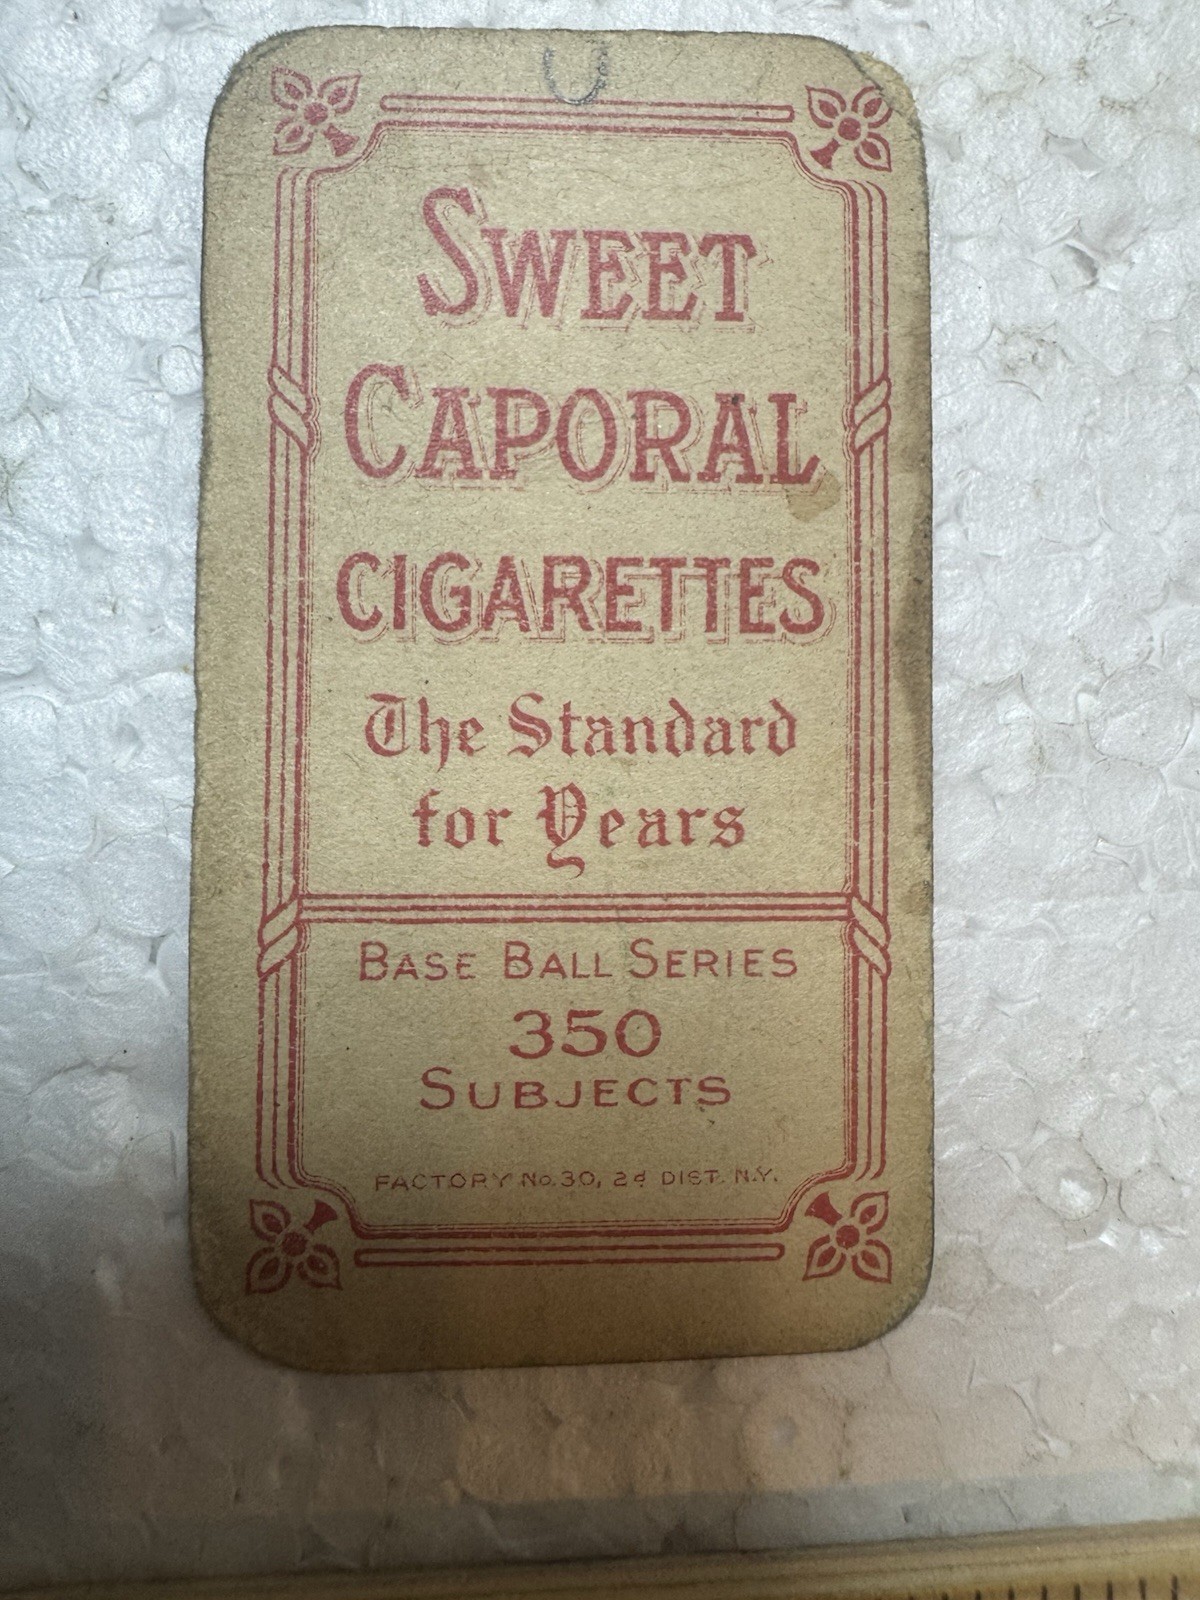 SWEET
CAPORAL
CIGARETTES
The Standard
for Years
BASE BALL SERIES
350
SUBJECTS
FACTORY No. 30, 2d DIST. N.Y.